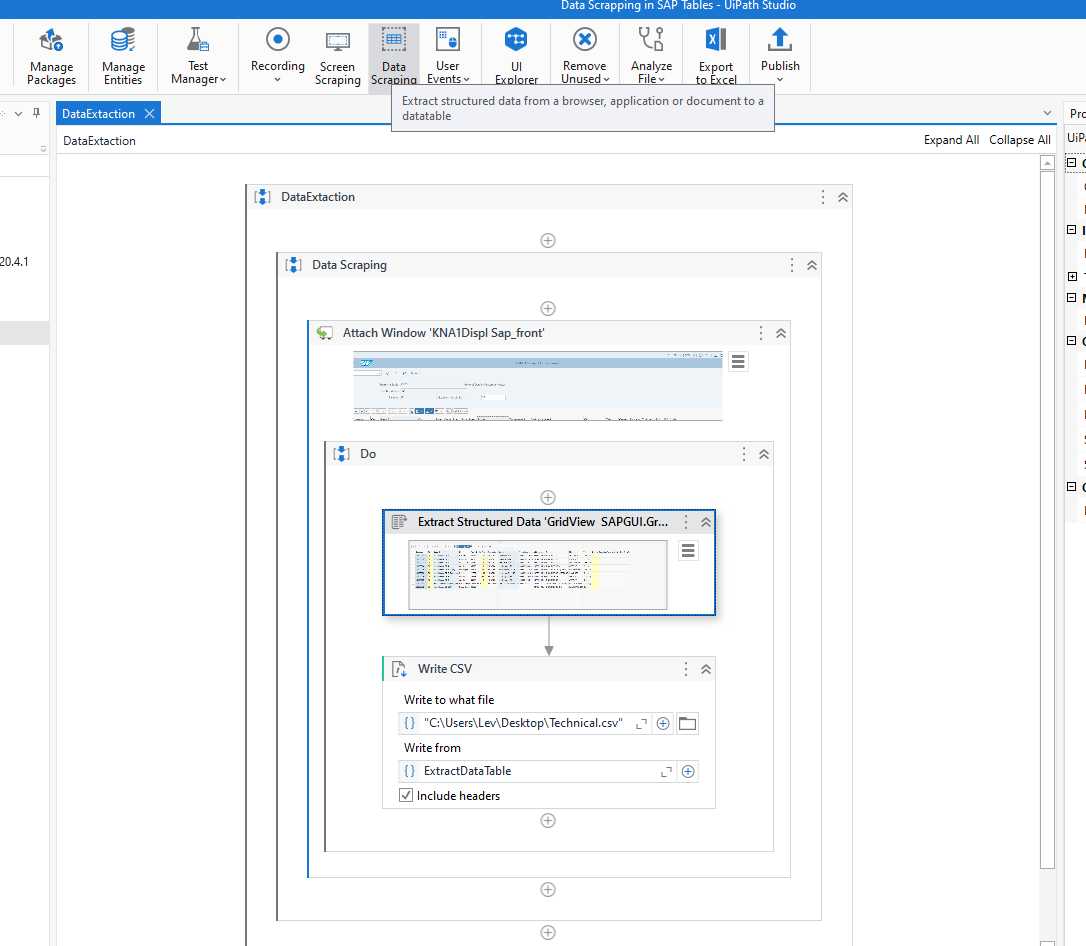 Data Scrapping in SAP Tables - UiPath Studio
Manage Packages
Manage Entities
Test Manager
Recording
Screen Scraping
Data Scraping
User Events
UI Explorer
Remove Unused
Analyze File
Export to Excel
Publish
Extract structured data from a browser, application or document to a
datatable
DataExtaction
Pro
DataExtaction
Expand All Collapse All
UiPa
DataExtaction
20.4.1
Data Scraping
Attach Window 'KNA1Displ Sap_front'
SAP
Do
Extract Structured Data 'GridView SAPGUI.Gr...
Write CSV
Write to what file
"C:\Users\Lev\Desktop\Technical.csv"
Write from
ExtractDataTable
Include headers